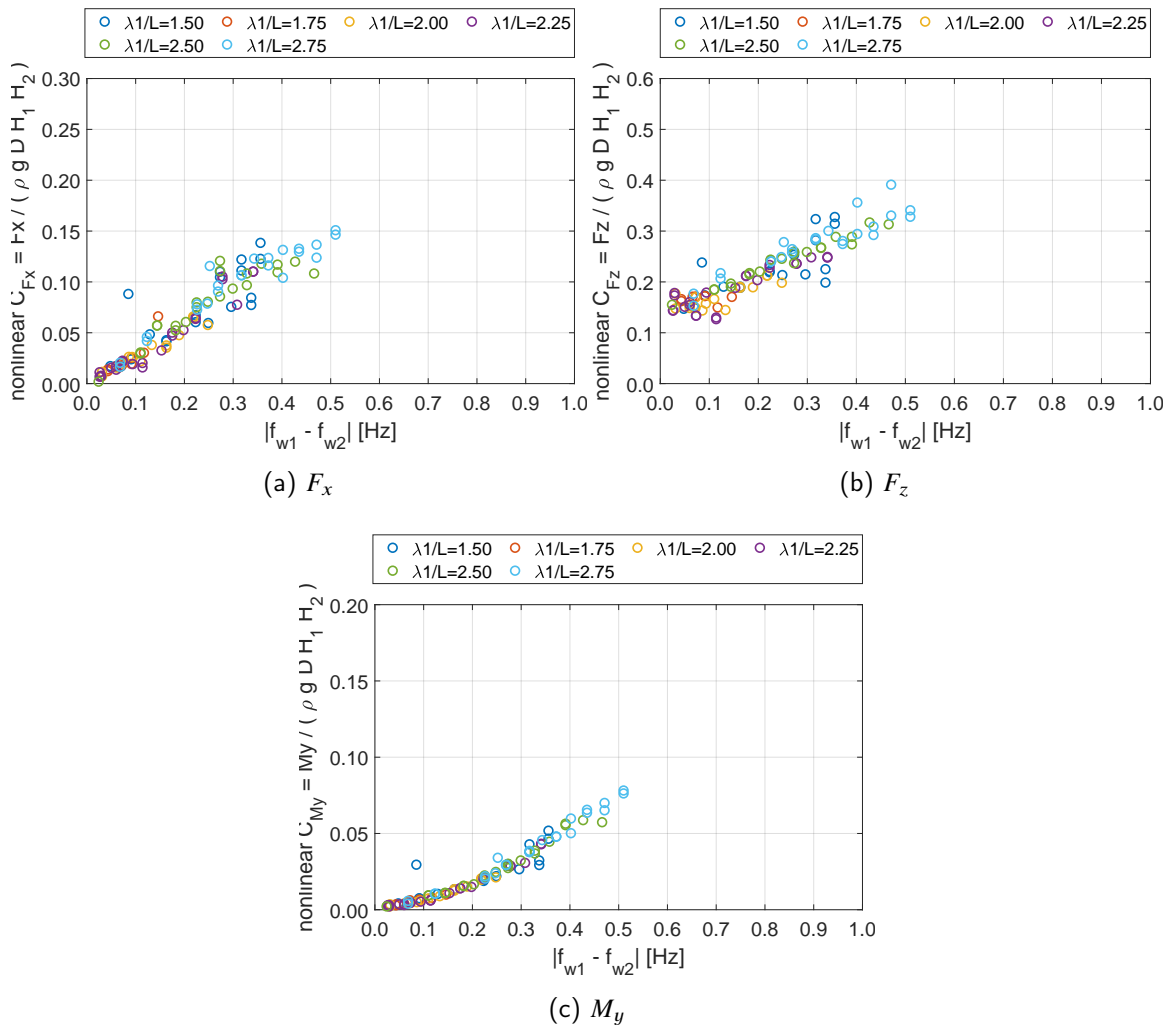 λ1/L=1.50 λ1/L=1.75 λ1/L=2.00 λ1/L=2.25
λ1/L=2.50 λ1/L=2.75
nonlinear C_Fx = Fx / ( ρ g D H_1 H_2 )
0.30
0.25
0.20
0.15
0.10
0.05
0.00
0.0 0.1 0.2 0.3 0.4 0.5 0.6 0.7 0.8 0.9 1.0
|f_w1 - f_w2| [Hz]
(a) F_x
λ1/L=1.50 λ1/L=1.75 λ1/L=2.00 λ1/L=2.25
λ1/L=2.50 λ1/L=2.75
nonlinear C_Fz = Fz / ( ρ g D H_1 H_2 )
0.6
0.5
0.4
0.3
0.2
0.1
0.0
0.0 0.1 0.2 0.3 0.4 0.5 0.6 0.7 0.8 0.9 1.0
|f_w1 - f_w2| [Hz]
(b) F_z
λ1/L=1.50 λ1/L=1.75 λ1/L=2.00 λ1/L=2.25
λ1/L=2.50 λ1/L=2.75
nonlinear C_My = My / ( ρ g D H_1 H_2 )
0.20
0.15
0.10
0.05
0.00
0.0 0.1 0.2 0.3 0.4 0.5 0.6 0.7 0.8 0.9 1.0
|f_w1 - f_w2| [Hz]
(c) M_y